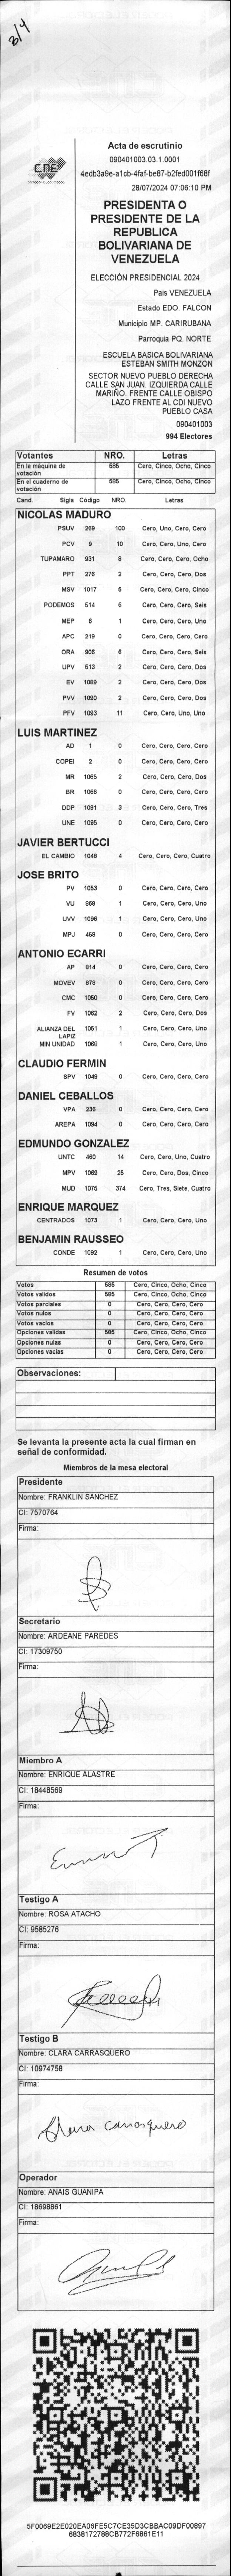 3/4
CNE
Acta de escrutinio
090401003.03.1.0001
4edb3a9e-a1cb-4faf-be87-b2fed001f68f
28/07/2024 07:06:10 PM
PRESIDENTA O
PRESIDENTE DE LA
REPUBLICA
BOLIVARIANA DE
VENEZUELA
ELECCIÓN PRESIDENCIAL 2024
Pais VENEZUELA
Estado EDO. FALCON
Municipio MP. CARIRUBANA
Parroquia PQ. NORTE
ESCUELA BASICA BOLIVARIANA
ESTEBAN SMITH MONZON
SECTOR NUEVO PUEBLO DERECHA
CALLE SAN JUAN. IZQUIERDA CALLE
MARIÑO. FRENTE CALLE OBISPO
LAZO FRENTE AL CDI NUEVO
PUEBLO CASA
090401003
994 Electores
Votantes NRO. Letras
En la máquina de votación 585 Cero, Cinco, Ocho, Cinco
En el cuaderno de votación 585 Cero, Cinco, Ocho, Cinco
Cand. Sigla Código NRO. Letras
NICOLAS MADURO
PSUV 269 100 Cero, Uno, Cero, Cero
PCV 9 10 Cero, Cero, Uno, Cero
TUPAMARO 931 8 Cero, Cero, Cero, Ocho
PPT 276 2 Cero, Cero, Cero, Dos
MSV 1017 5 Cero, Cero, Cero, Cinco
PODEMOS 514 6 Cero, Cero, Cero, Seis
MEP 6 1 Cero, Cero, Cero, Uno
APC 219 0 Cero, Cero, Cero, Cero
ORA 906 6 Cero, Cero, Cero, Seis
UPV 513 2 Cero, Cero, Cero, Dos
EV 1089 2 Cero, Cero, Cero, Dos
PVV 1090 2 Cero, Cero, Cero, Dos
PFV 1093 11 Cero, Cero, Uno, Uno
LUIS MARTINEZ
AD 1 0 Cero, Cero, Cero, Cero
COPEI 2 0 Cero, Cero, Cero, Cero
MR 1065 2 Cero, Cero, Cero, Dos
BR 1066 0 Cero, Cero, Cero, Cero
DDP 1091 3 Cero, Cero, Cero, Tres
UNE 1095 0 Cero, Cero, Cero, Cero
JAVIER BERTUCCI
EL CAMBIO 1048 4 Cero, Cero, Cero, Cuatro
JOSE BRITO
PV 1053 0 Cero, Cero, Cero, Cero
VU 969 1 Cero, Cero, Cero, Uno
UVV 1096 1 Cero, Cero, Cero, Uno
MPJ 459 0 Cero, Cero, Cero, Cero
ANTONIO ECARRI
AP 814 0 Cero, Cero, Cero, Cero
MOVEV 878 0 Cero, Cero, Cero, Cero
CMC 1050 0 Cero, Cero, Cero, Cero
FV 1062 2 Cero, Cero, Cero, Dos
ALIANZA DEL LAPIZ 1051 1 Cero, Cero, Cero, Uno
MIN UNIDAD 1068 1 Cero, Cero, Cero, Uno
CLAUDIO FERMIN
SPV 1049 0 Cero, Cero, Cero, Cero
DANIEL CEBALLOS
VPA 236 0 Cero, Cero, Cero, Cero
AREPA 1094 0 Cero, Cero, Cero, Cero
EDMUNDO GONZALEZ
UNTC 460 14 Cero, Cero, Uno, Cuatro
MPV 1069 25 Cero, Cero, Dos, Cinco
MUD 1075 374 Cero, Tres, Siete, Cuatro
ENRIQUE MARQUEZ
CENTRADOS 1073 1 Cero, Cero, Cero, Uno
BENJAMIN RAUSSEO
CONDE 1092 1 Cero, Cero, Cero, Uno
Resumen de votos
Votos 585 Cero, Cinco, Ocho, Cinco
Votos validos 585 Cero, Cinco, Ocho, Cinco
Votos parciales 0 Cero, Cero, Cero, Cero
Votos nulos 0 Cero, Cero, Cero, Cero
Votos vacios 0 Cero, Cero, Cero, Cero
Opciones validas 585 Cero, Cinco, Ocho, Cinco
Opciones nulas 0 Cero, Cero, Cero, Cero
Opciones vacias 0 Cero, Cero, Cero, Cero
Observaciones:
Se levanta la presente acta la cual firman en
señal de conformidad.
Miembros de la mesa electoral
Presidente
Nombre: FRANKLIN SANCHEZ
CI: 7570764
Firma:
Secretario
Nombre: ARDEANE PAREDES
CI: 17309750
Firma:
Miembro A
Nombre: ENRIQUE ALASTRE
CI: 18448569
Firma:
Testigo A
Nombre: ROSA ATACHO
CI: 9585276
Firma:
Testigo B
Nombre: CLARA CARRASQUERO
CI: 10974758
Firma:
Carrasquero
Operador
Nombre: ANAIS GUANIPA
CI: 18698861
Firma:
5F0069E2E020EA06FE5C7CE35D3CBBAC09DF00897
6838172788CB772F6861E11